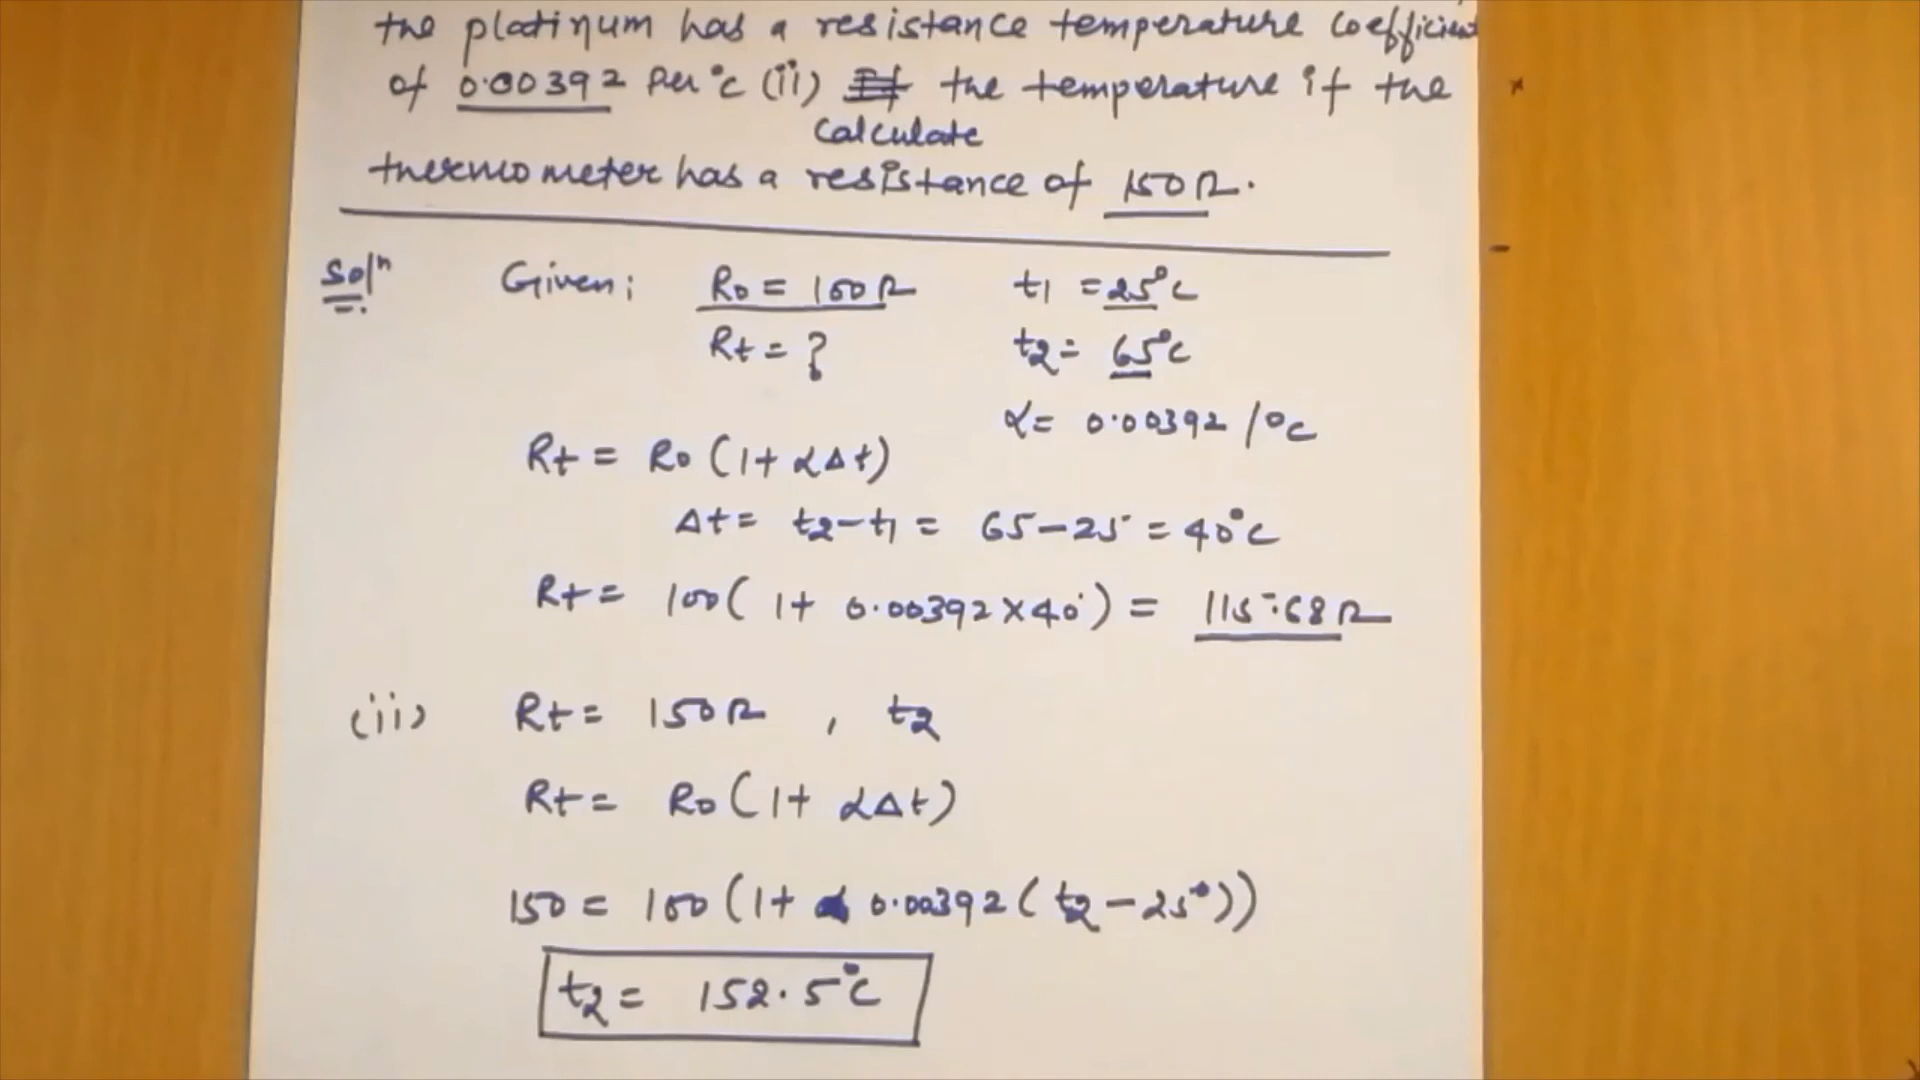 the platinum has a resistance temperature coefficient
of 0.00392 Per °c (ii) the temperature if the
Calculate
thermometer has a resistance of 150Ω.
Solⁿ Given: R0 = 100Ω t1 = 25°C
Rt = ? t2 = 65°C
α = 0.00392 /°C
Rt = R0 (1+ αΔt)
Δt = t2-t1 = 65-25 = 40°C
Rt = 100( 1+ 0.00392×40) = 115.68Ω
(ii) Rt = 150Ω , t2
Rt = R0 (1+ αΔt)
150 = 100 (1+ 0.00392 ( t2 - 25°))
t2 = 152.5°C